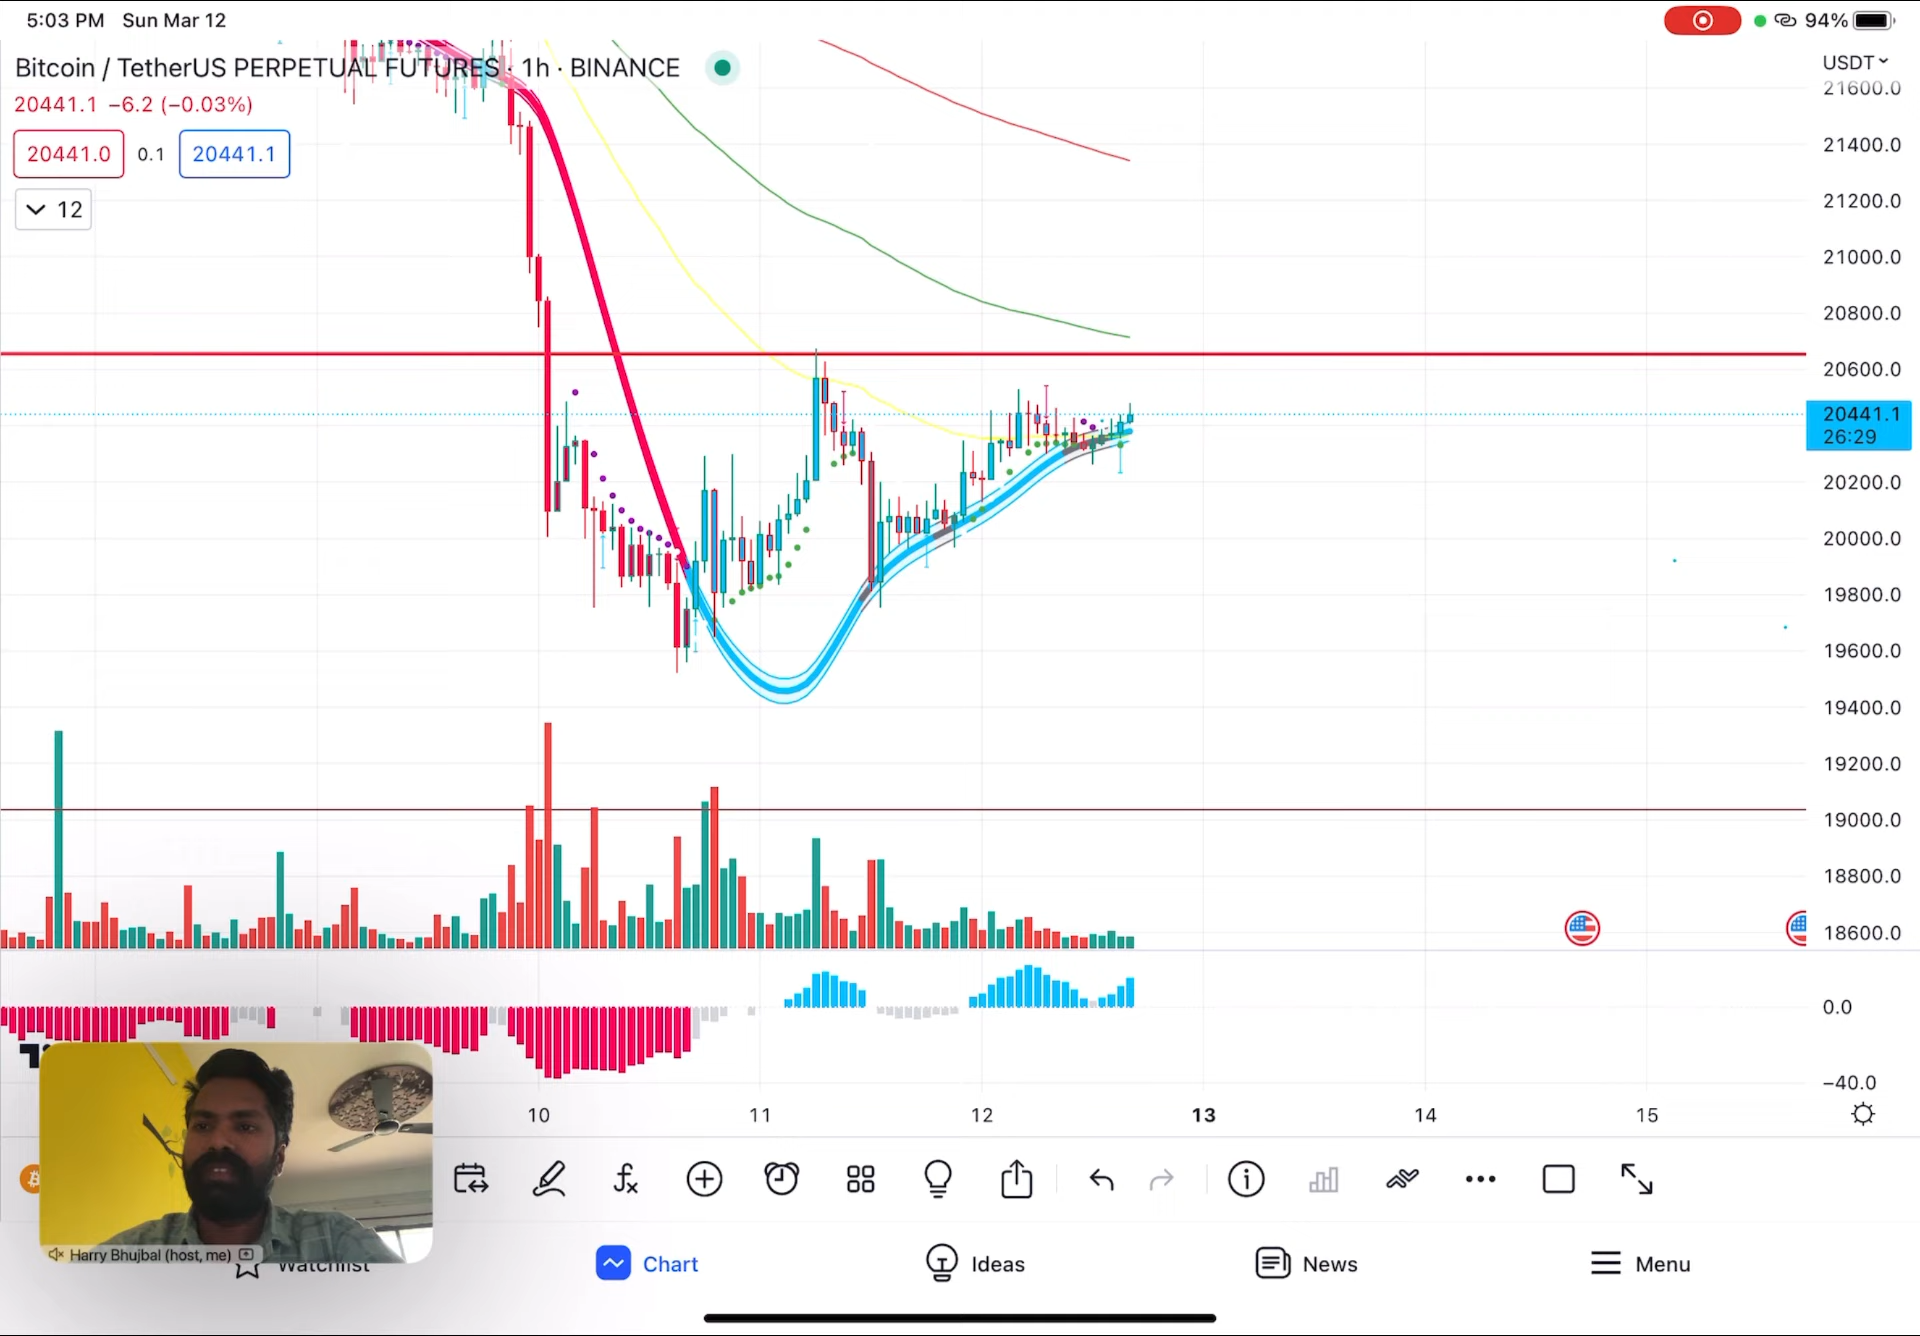 5:03 PM Sun Mar 12
94%
Bitcoin / TetherUS PERPETUAL FUTURES · 1h · BINANCE
USDT
20441.1 −6.2 (−0.03%)
20441.0 0.1 20441.1
12
21600.0
21400.0
21200.0
21000.0
20800.0
20600.0
20441.1
26:29
20200.0
20000.0
19800.0
19600.0
19400.0
19200.0
19000.0
18800.0
18600.0
0.0
−40.0
10 11 12 13 14 15
Harry Bhujbal (host, me)
Watchlist
Chart
Ideas
News
Menu